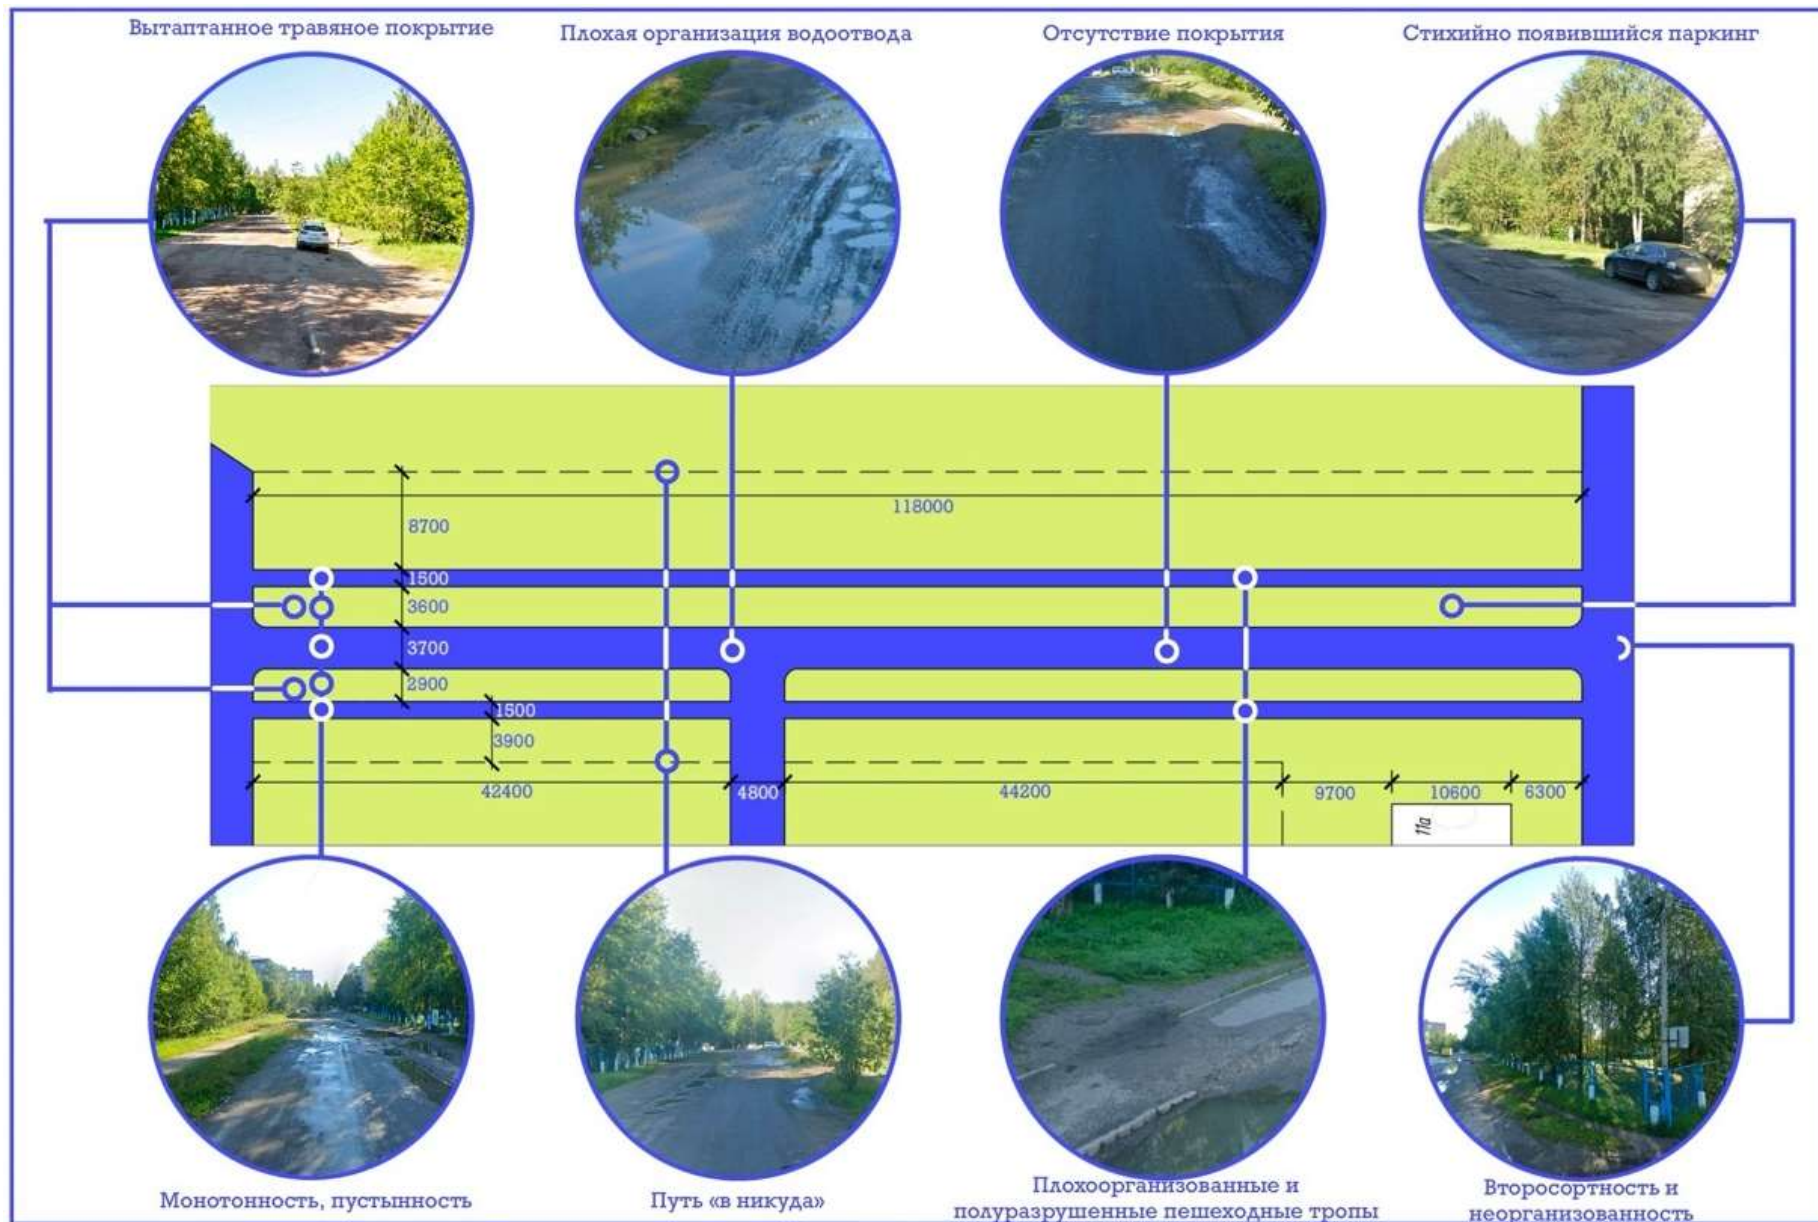 Вытаптанное травяное покрытие
Плохая организация водоотвода
Отсутствие покрытия
Стихийно появившийся паркинг
118000
8700
1500
3600
3700
2900
1500
3900
42400
4800
44200
9700
10600
6300
11а
Монотонность, пустынность
Путь «в никуда»
Плохоорганизованные и
полуразрушенные пешеходные тропы
Второсортность и
неорганизованность